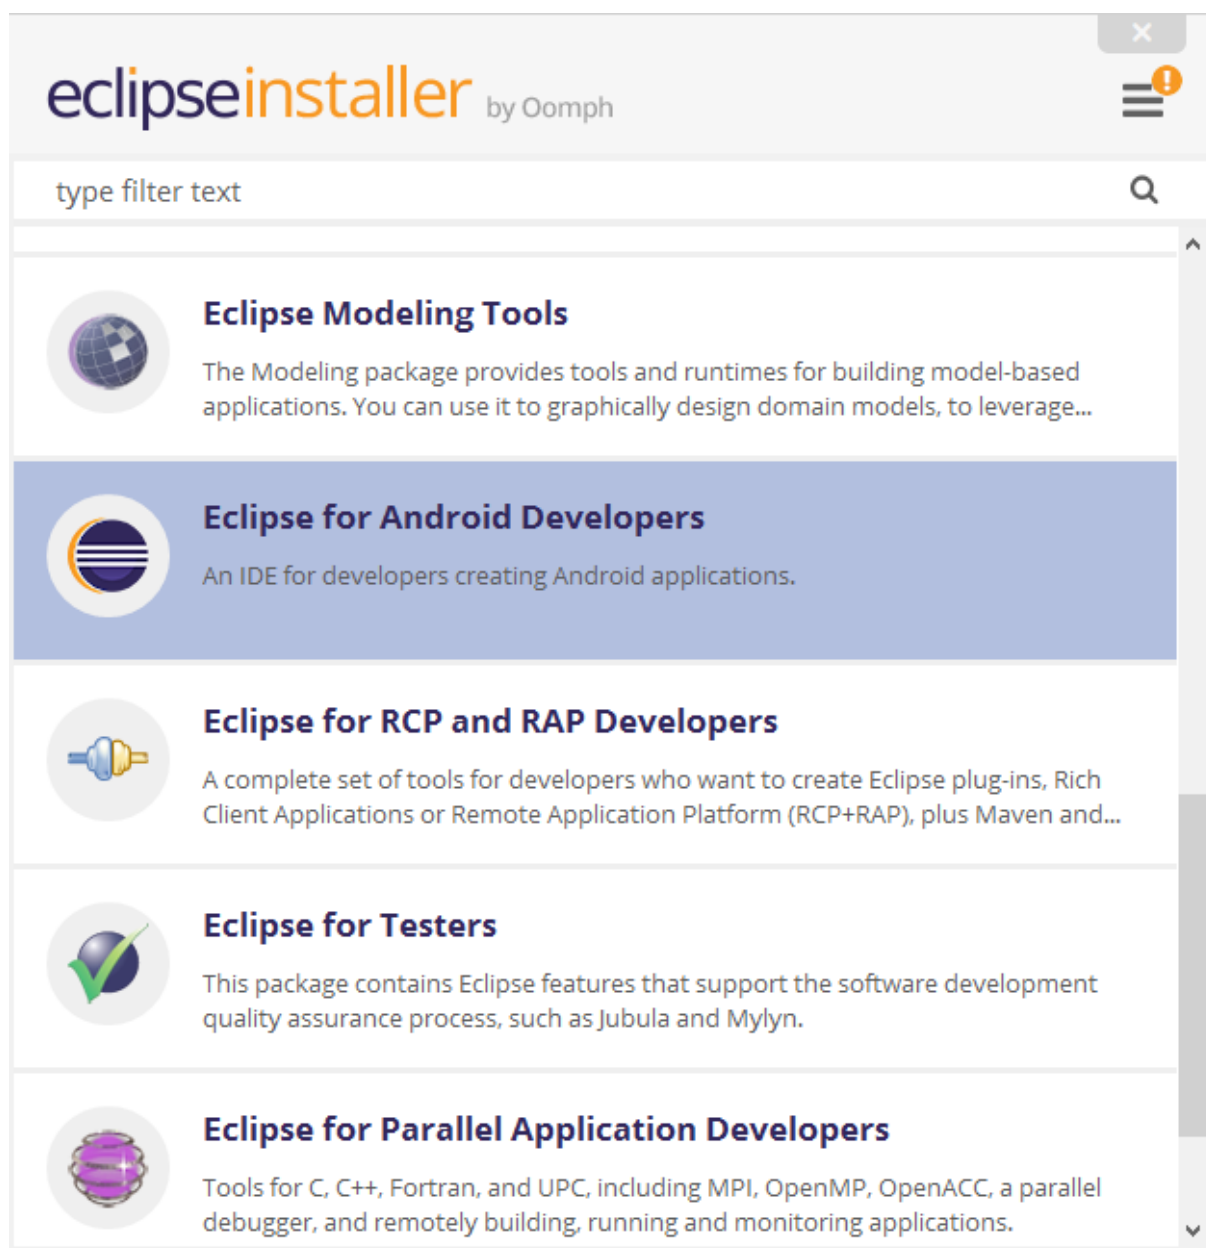 eclipseinstaller by Oomph
type filter text
Eclipse Modeling Tools
The Modeling package provides tools and runtimes for building model-based
applications. You can use it to graphically design domain models, to leverage...
Eclipse for Android Developers
An IDE for developers creating Android applications.
Eclipse for RCP and RAP Developers
A complete set of tools for developers who want to create Eclipse plug-ins, Rich
Client Applications or Remote Application Platform (RCP+RAP), plus Maven and...
Eclipse for Testers
This package contains Eclipse features that support the software development
quality assurance process, such as Jubula and Mylyn.
Eclipse for Parallel Application Developers
Tools for C, C++, Fortran, and UPC, including MPI, OpenMP, OpenACC, a parallel
debugger, and remotely building, running and monitoring applications.